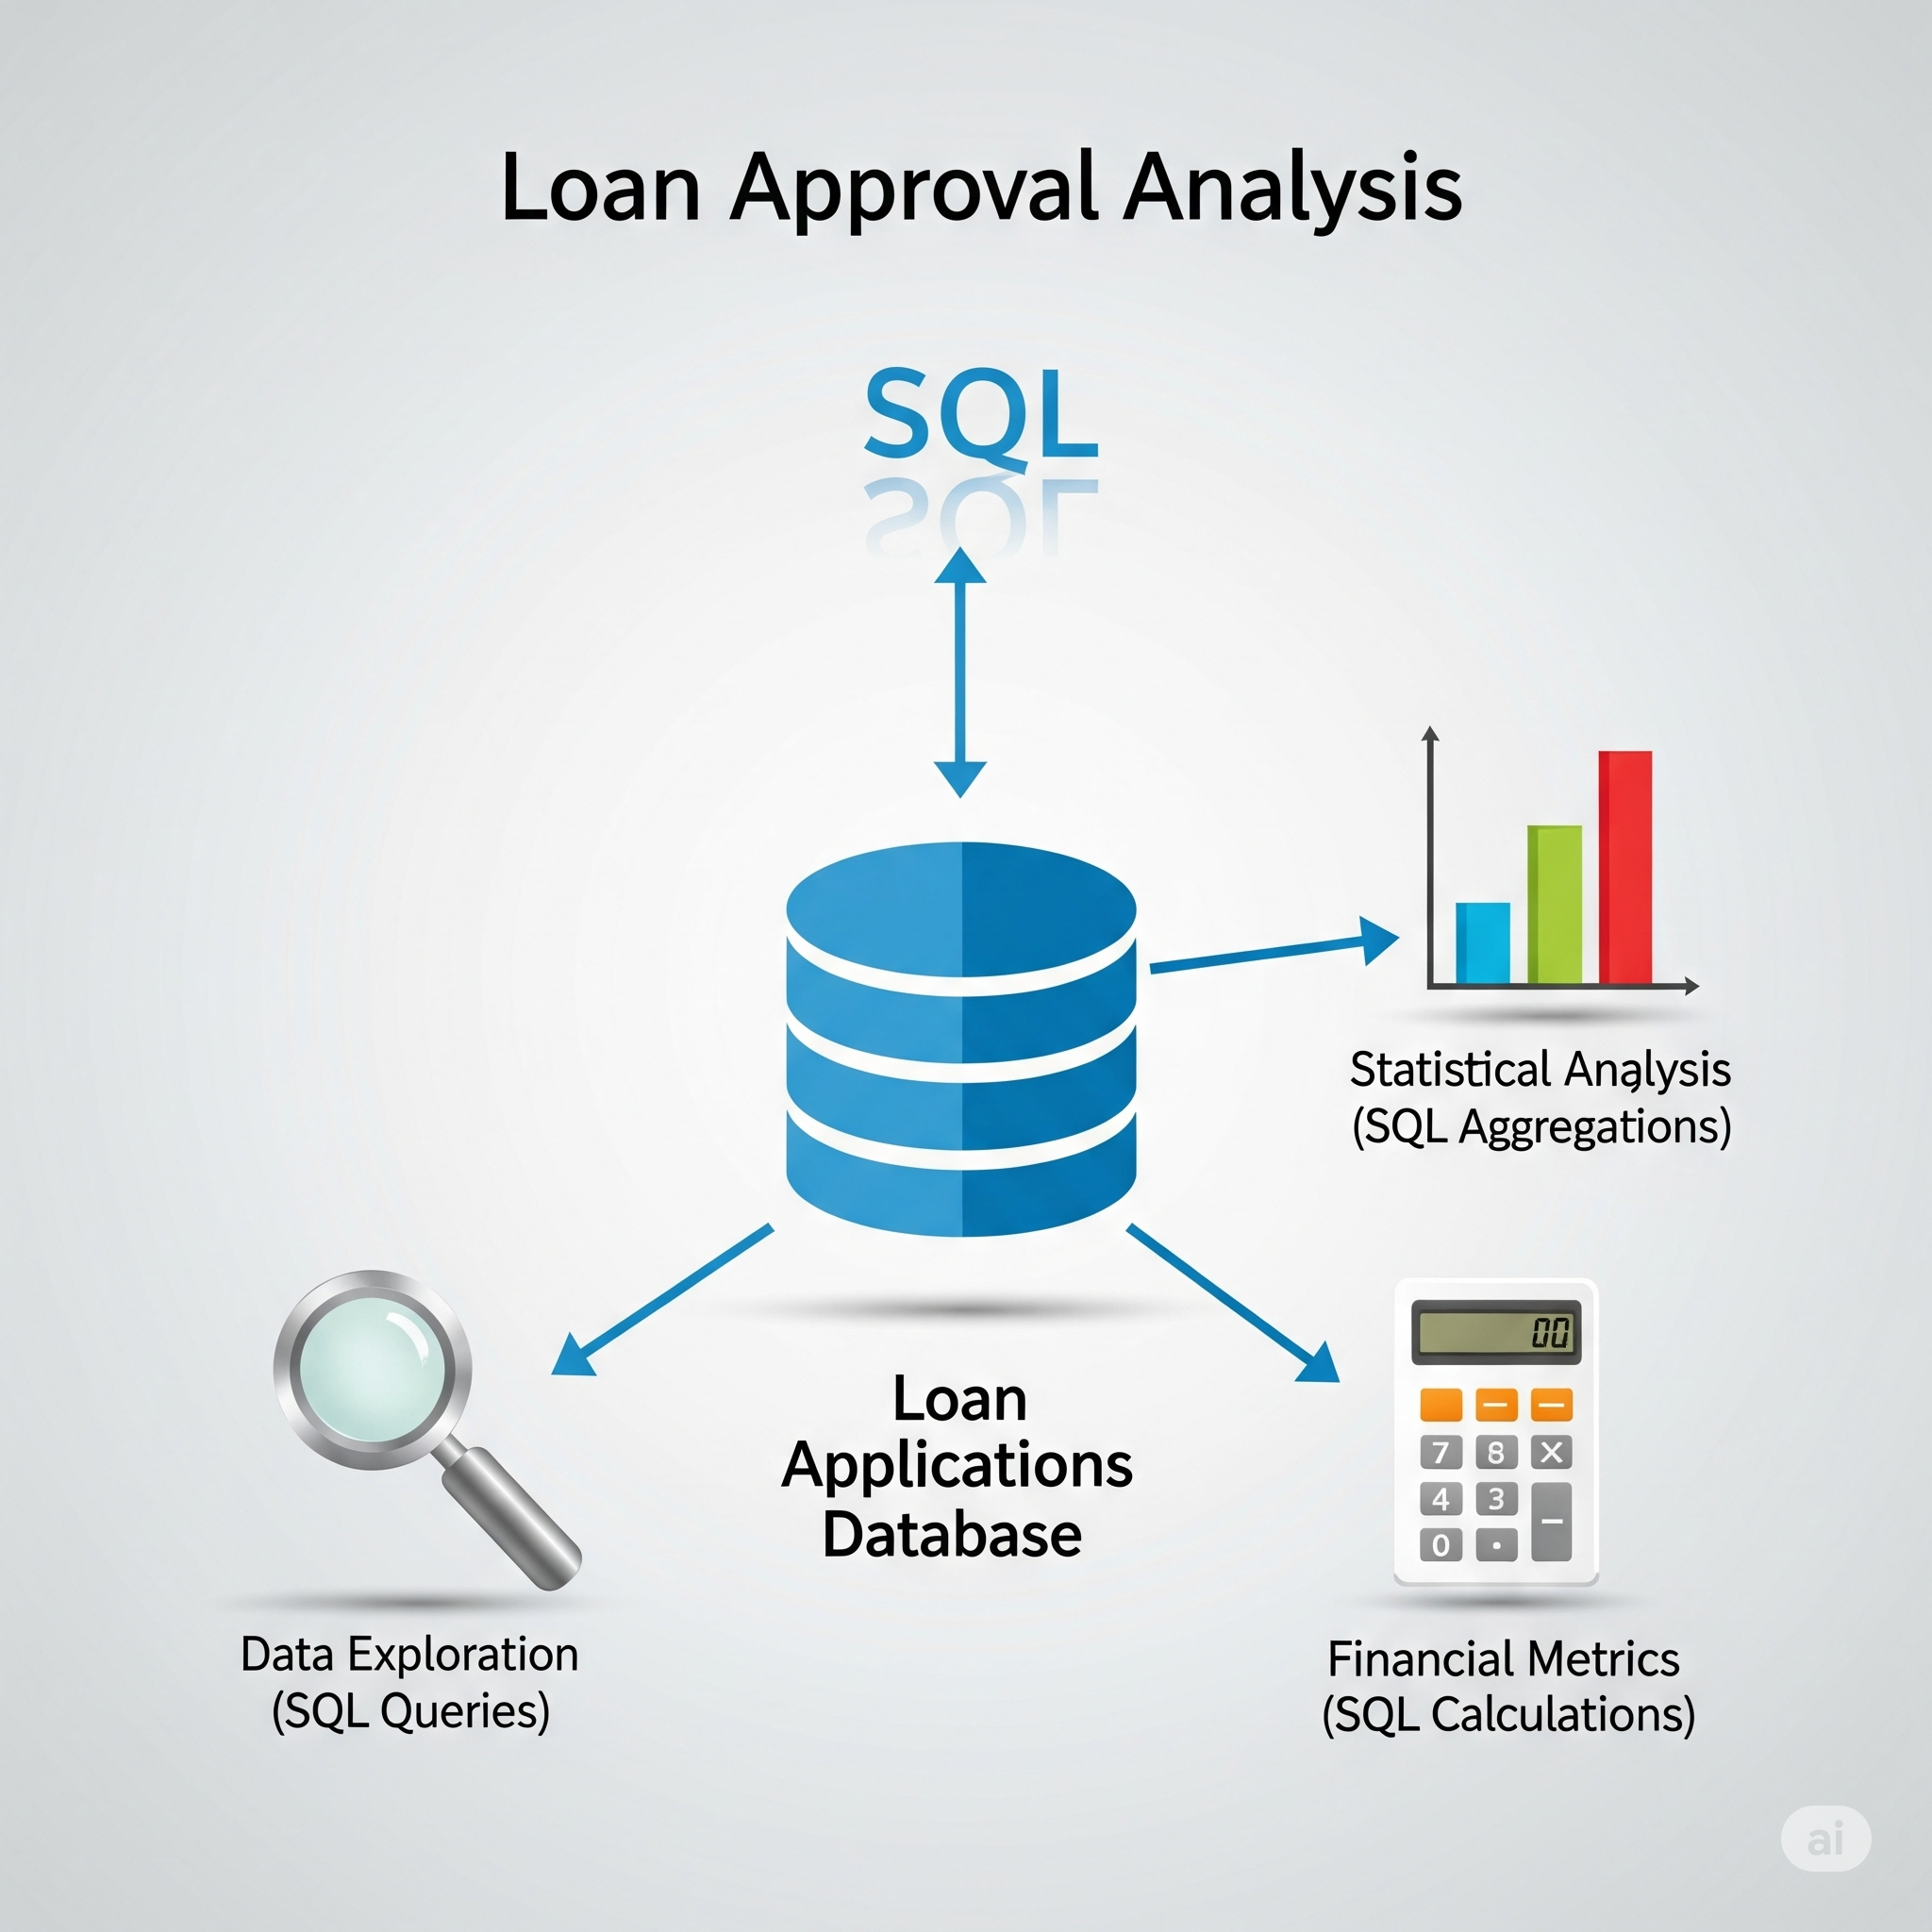 Loan Approval Analysis
SQL
Statistical Analysis
(SQL Aggregations)
00
7 8 X
4 3 −
0 .
Loan
Applications
Database
Data Exploration
(SQL Queries)
Financial Metrics
(SQL Calculations)
ai